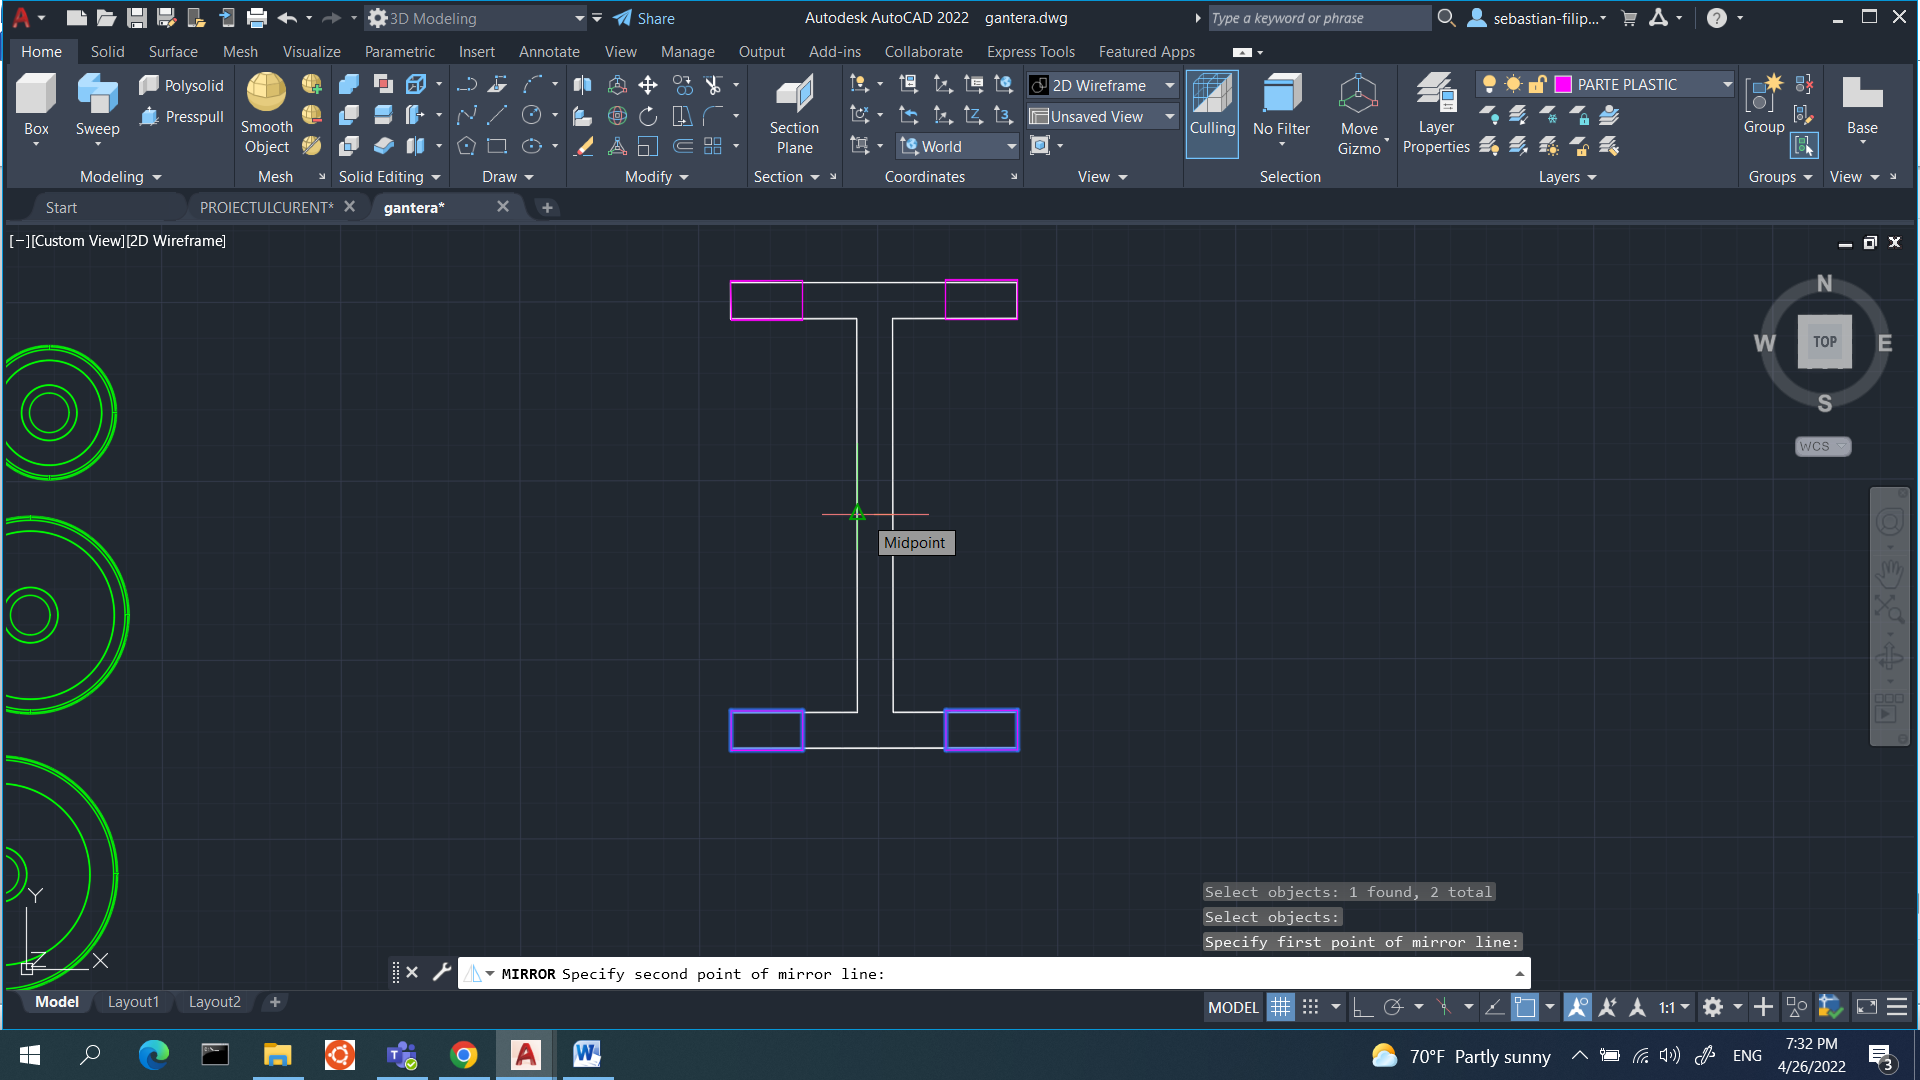 3D Modeling
Share
Autodesk AutoCAD 2022 gantera.dwg
Type a keyword or phrase
sebastian-filip...
Home Solid Surface Mesh Visualize Parametric Insert Annotate View Manage Output Add-ins Collaborate Express Tools Featured Apps
Box
Sweep
Polysolid
Presspull
Smooth
Object
Section
Plane
World
2D Wireframe
Unsaved View
Culling
No Filter
Move
Gizmo
Layer
Properties
PARTE PLASTIC
Group
Base
Modeling Mesh Solid Editing Draw Modify Section Coordinates View Selection Layers Groups View
Start PROIECTULCURENT* gantera*
[−][Custom View][2D Wireframe]
N
W TOP E
S
WCS
Midpoint
Y
Z
X
Select objects: 1 found, 2 total
Select objects:
Specify first point of mirror line:
MIRROR Specify second point of mirror line:
Model Layout1 Layout2
MODEL
1:1
70°F Partly sunny
ENG
7:32 PM
4/26/2022
3